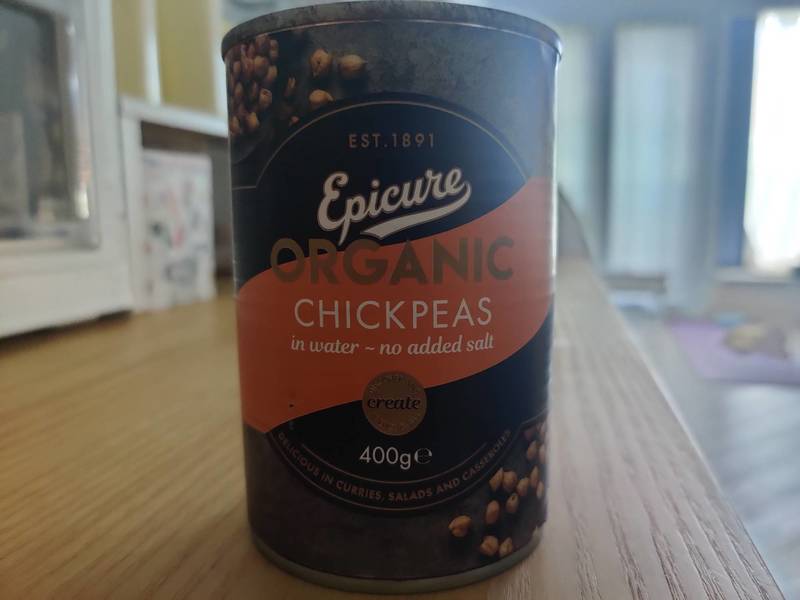 EST.1891
Epicure
ORGANIC
CHICKPEAS
in water ~ no added salt
create
400g℮
DELICIOUS IN CURRIES, SALADS AND CASSEROLES